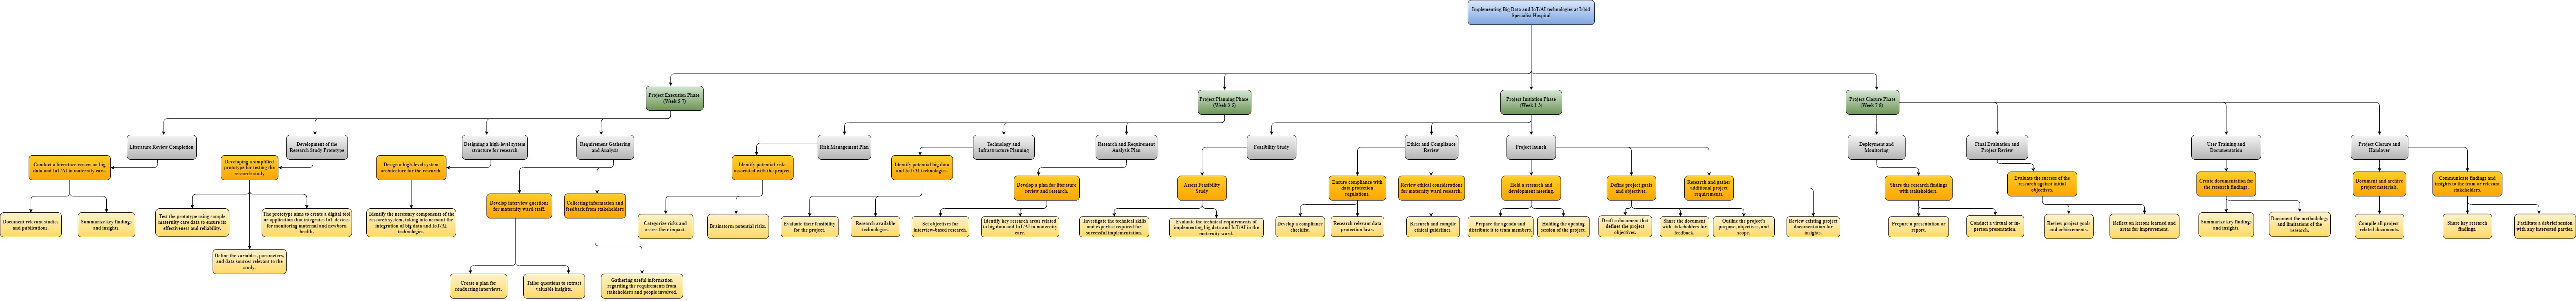 Implementing Big Data and IoT/AI technologies at Irbid
Specialist Hospital
Project Execution Phase
(Week 5-7)
Project Planning Phase
(Week 3-5)
Project Initiation Phase
(Week 1-3)
Project Closure Phase
(Week 7-8)
Literature Review Completion
Development of the
Research Study Prototype
Designing a high-level system
structure for research
Requirement Gathering
and Analysis
Risk Management Plan
Technology and
Infrastructure Planning
Research and Requirement
Analysis Plan
Feasibility Study
Ethics and Compliance
Review
Project launch
Deployment and
Monitoring
Final Evaluation and
Project Review
User Training and
Documentation
Project Closure and
Handover
Conduct a literature review on big
data and IoT/AI in maternity care.
Developing a simplified
prototype for testing the
research study
Design a high-level system
architecture for the research.
Identify potential risks
associated with the project.
Identify potential big data
and IoT/AI technologies.
Develop interview questions
for maternity ward staff.
Collecting information and
feedback from stakeholders
Develop a plan for literature
review and research.
Assess Feasibility
Study
Ensure compliance with
data protection
regulations.
Review ethical considerations
for maternity ward research.
Hold a research and
development meeting.
Define project goals
and objectives.
Research and gather
additional project
requirements.
Share the research findings
with stakeholders.
Evaluate the success of the
research against initial
objectives.
Create documentation for
the research findings.
Document and archive
project materials.
Communicate findings and
insights to the team or relevant
stakeholders.
Document relevant studies
and publications.
Summarize key findings
and insights.
Test the prototype using sample
maternity care data to ensure its
effectiveness and reliability.
The prototype aims to create a digital tool
or application that integrates IoT devices
for monitoring maternal and newborn
health.
Identify the necessary components of the
research system, taking into account the
integration of big data and IoT/AI
technologies.
Categorize risks and
assess their impact.
Brainstorm potential risks.
Evaluate their feasibility
for the project.
Research available
technologies.
Set objectives for
interview-based research.
Identify key research areas related
to big data and IoT/AI in maternity
care.
Investigate the technical skills
and expertise required for
successful implementation.
Evaluate the technical requirements of
implementing big data and IoT/AI in the
maternity ward.
Develop a compliance
checklist.
Research relevant data
protection laws.
Research and compile
ethical guidelines.
Prepare the agenda and
distribute it to team members.
Holding the opening
session of the project.
Draft a document that
defines the project
objectives.
Share the document
with stakeholders for
feedback.
Outline the project's
purpose, objectives, and
scope.
Review existing project
documentation for
insights.
Prepare a presentation or
report.
Conduct a virtual or in-
person presentation.
Review project goals
and achievements.
Reflect on lessons learned and
areas for improvement.
Summarize key findings
and insights.
Document the methodology
and limitations of the
research.
Compile all project-
related documents.
Share key research
findings.
Facilitate a debrief session
with any interested parties.
Define the variables, parameters,
and data sources relevant to the
study.
Create a plan for
conducting interviews.
Tailor questions to extract
valuable insights.
Gathering useful information
regarding the requirements from
stakeholders and people involved.